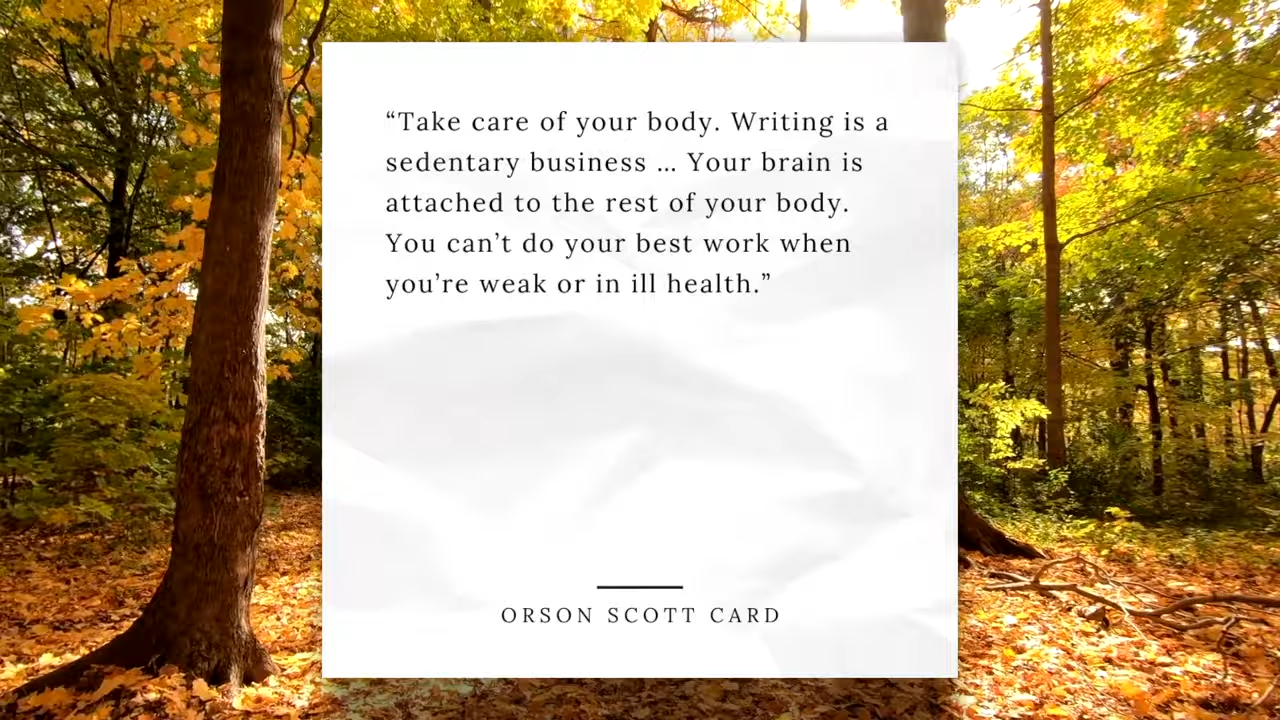 “Take care of your body. Writing is a
sedentary business ... Your brain is
attached to the rest of your body.
You can’t do your best work when
you’re weak or in ill health.”
ORSON SCOTT CARD